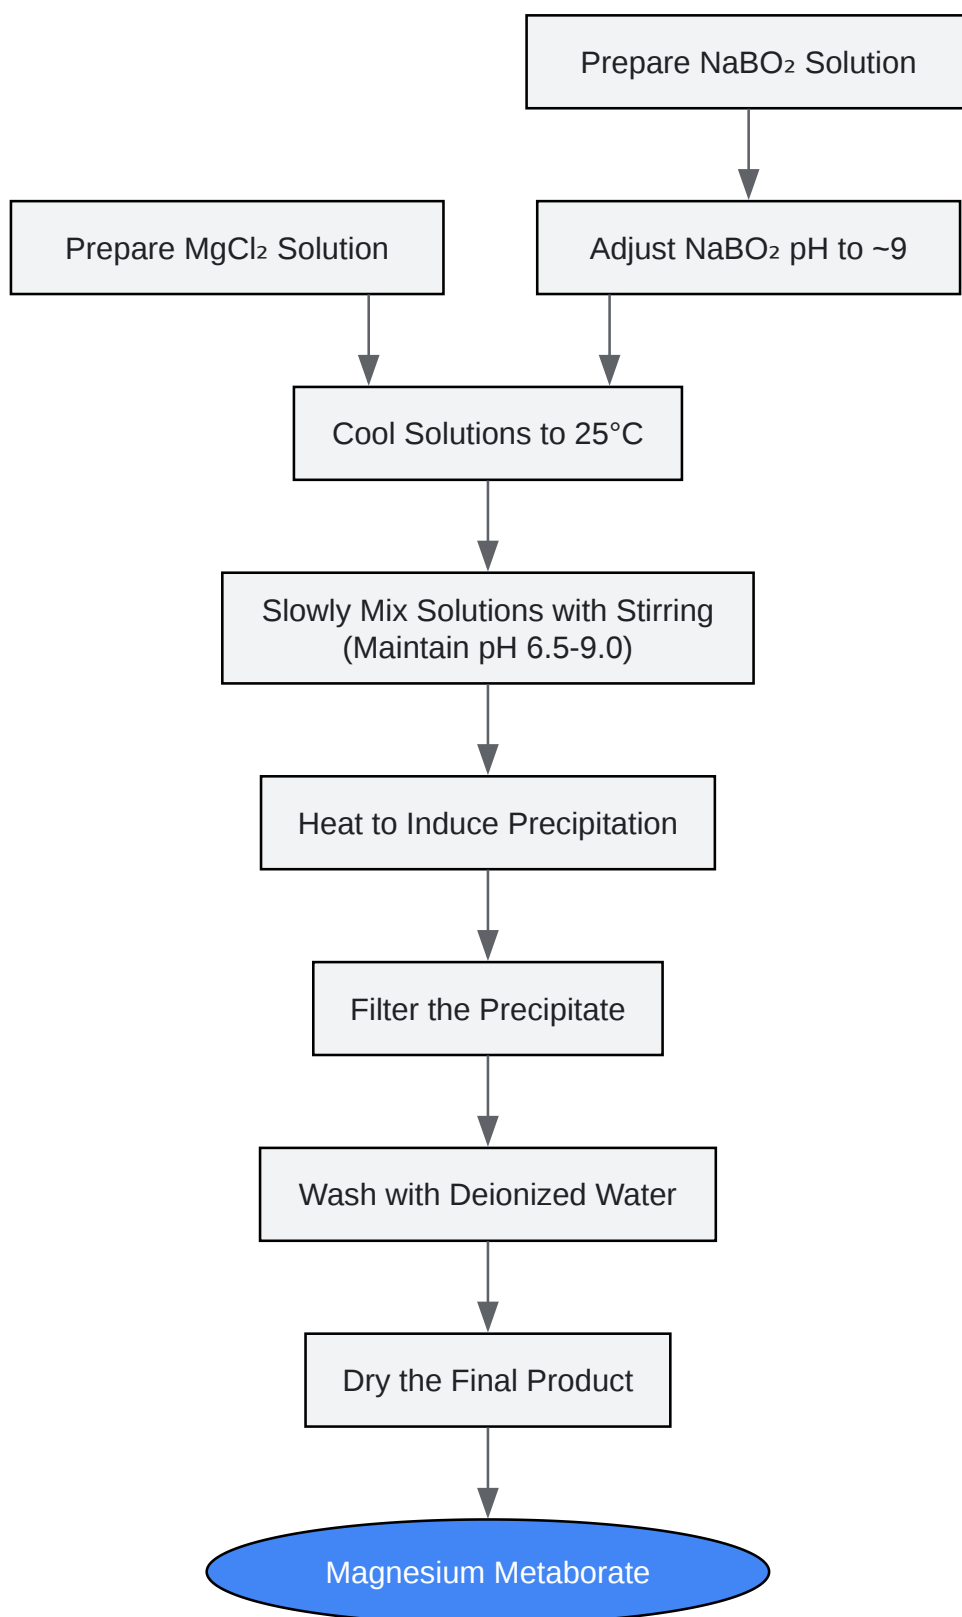 Prepare NaBO₂ Solution
Prepare MgCl₂ Solution
Adjust NaBO₂ pH to ~9
Cool Solutions to 25°C
Slowly Mix Solutions with Stirring
(Maintain pH 6.5-9.0)
Heat to Induce Precipitation
Filter the Precipitate
Wash with Deionized Water
Dry the Final Product
Magnesium Metaborate